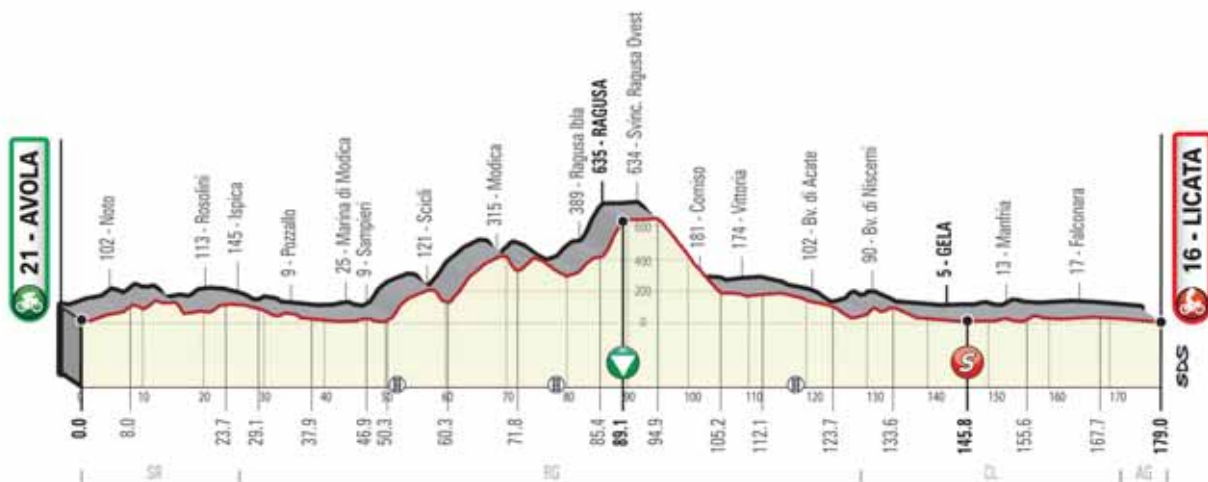 21 - AVOLA
102 - Noto
113 - Rosolini
145 - Ispica
9 - Pozzallo
25 - Marina di Modica
9 - Sampieri
121 - Scicli
315 - Modica
389 - Ragusa Ibla
635 - RAGUSA
634 - Svinc. Ragusa Ovest
181 - Comiso
174 - Vittoria
102 - Bv. di Acate
90 - Bv. di Niscemi
5 - GELA
13 - Manfria
17 - Falconara
16 - LICATA
600
400
200
S
SDS
0 10 20 30 40 50 60 70 80 90 100 110 120 130 140 150 160 170
0.0 8.0 23.7 29.1 37.9 46.9 50.3 60.3 71.8 85.4 89.1 94.9 105.2 112.1 123.7 133.6 145.8 155.6 167.7 179.0
SR RG CL AG